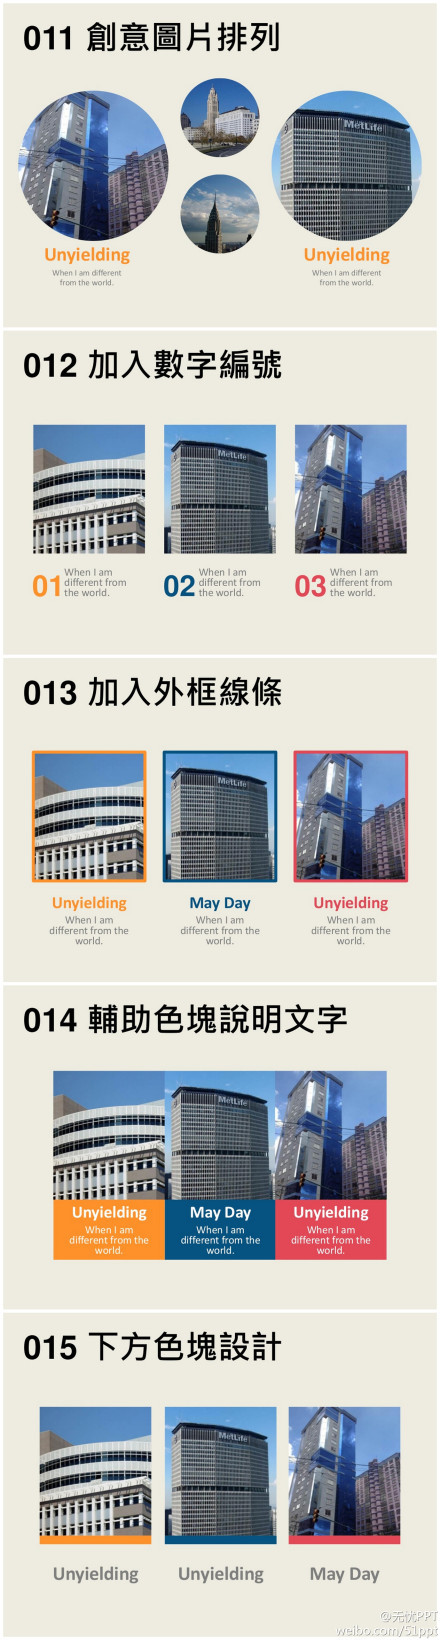 011 創意圖片排列
MetLife
Unyielding
When I am different
from the world.
Unyielding
When I am different
from the world.
012 加入數字編號
MetLife
01 When I am
different from
the world.
02 When I am
different from
the world.
03 When I am
different from
the world.
013 加入外框線條
MetLife
Unyielding
When I am
different from the
world.
May Day
When I am
different from the
world.
Unyielding
When I am
different from the
world.
014 輔助色塊說明文字
MetLife
Unyielding
When I am
different from the
world.
May Day
When I am
different from the
world.
Unyielding
When I am
different from the
world.
015 下方色塊設計
MetLife
Unyielding
Unyielding
May Day
@无忧PPT
weibo.com/51ppt